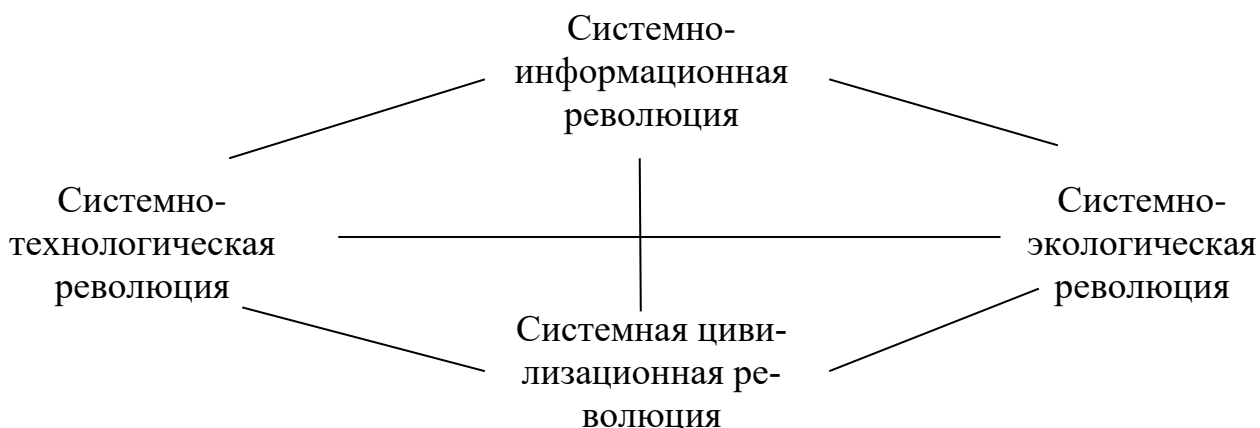 Системно-
информационная
революция
Системно-
технологическая
революция
Системно-
экологическая
революция
Системная циви-
лизационная ре-
волюция